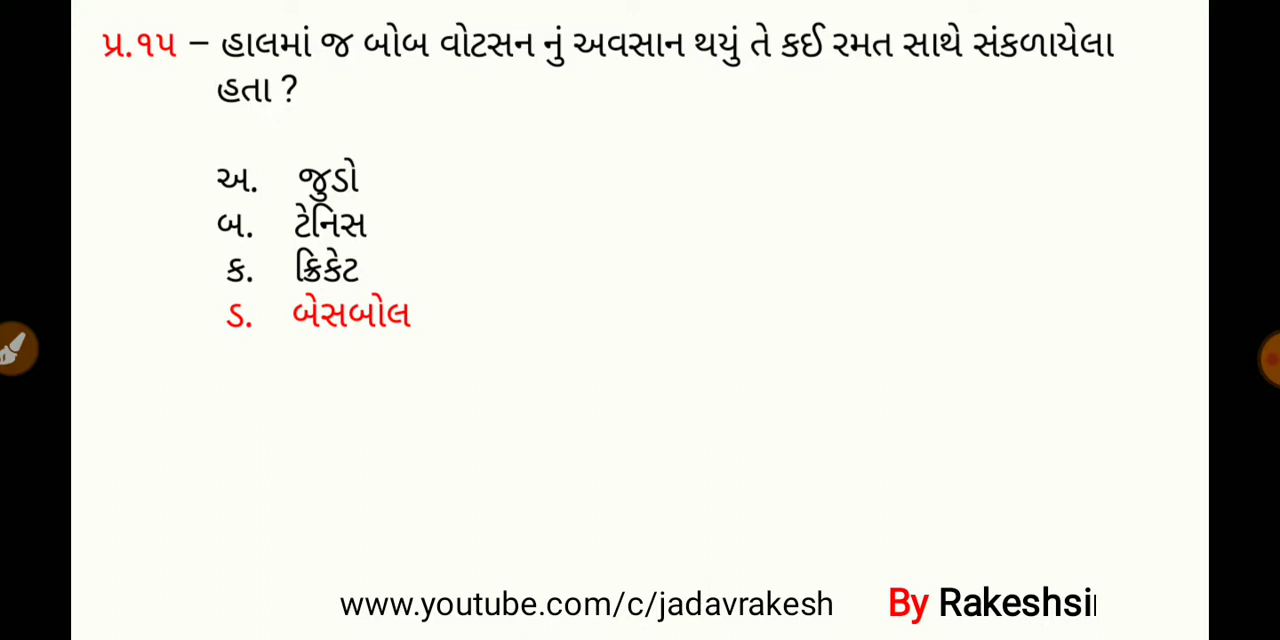 પ્ર.૧૫ – હાલમાં જ બોબ વોટસન નું અવસાન થયું તે કઈ રમત સાથે સંકળાયેલા
હતા ?
અ. જુડો
બ. ટેનિસ
ક. ક્રિકેટ
ડ. બેસબોલ
www.youtube.com/c/jadavrakesh By Rakeshsi